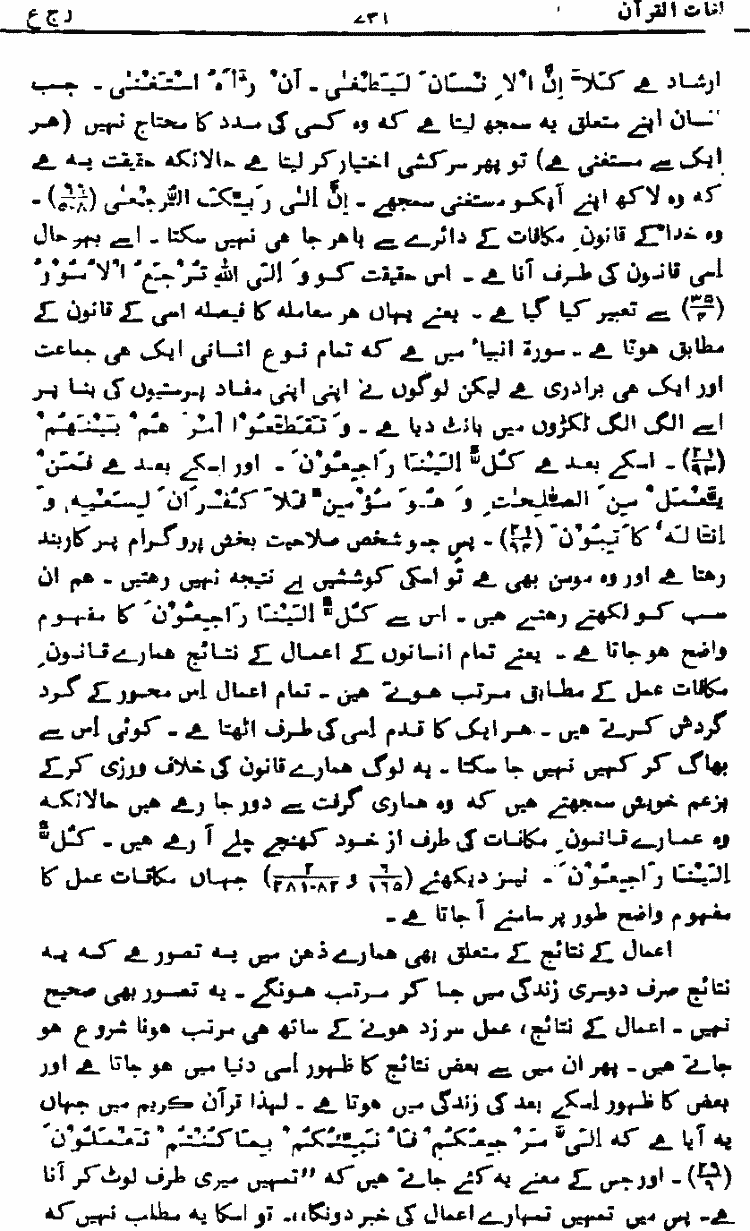 لغات القرآن ۷۳۱ ر ج ع
ارشاد ہے کَلَّا اِنَّ الْاِنْسَانَ لَیَطْغٰی ۔ اَنْ رَّاٰہُ اسْتَغْنٰی ۔ جب
انسان اپنے متعلق یہ سمجھ لیتا ہے کہ وہ کسی کی مدد کا محتاج نہیں (ہر
ایک سے مستغنی ہے) تو پھر سرکشی اختیار کر لیتا ہے حالانکہ حقیقت یہ ہے
کہ وہ لاکھ اپنے آپکو مستغنی سمجھے ۔ اِنَّ اِلٰی رَبِّکَ الرُّجْعٰی (۹۶/۵-۸) ۔
وہ خدا کے قانونِ مکافات کے دائرے سے باہر جا ہی نہیں سکتا ۔ اسے بہر حال
اِسی قانون کی طرف آنا ہے ۔ اس حقیقت کو وَ اِلَی اللّٰہِ تُرْجَعُ الْاُمُوْرُ
(۳۵/۴) سے تعبیر کیا گیا ہے ۔ یعنے یہاں ہر معاملہ کا فیصلہ اسی کے قانون کے
مطابق ہوتا ہے ۔ سورۃ انبیاء میں ہے کہ تمام نوع انسانی ایک ہی جماعت
اور ایک ہی برادری ہے لیکن لوگوں نے اپنی اپنی مفاد پرستیوں کی بنا پر
اسے الگ الگ ٹکڑوں میں بانٹ دیا ہے ۔ وَ تَقَطَّعُوْا اَمْرَھُمْ بَیْنَھُمْ
(۲۱/۹۳) ۔ اسکے بعد ہے کُلٌّ اِلَیْنَا رَاجِعُوْنَ ۔ اور اسکے بعد ہے فَمَنْ
یَّعْمَلْ مِنَ الصّٰلِحٰتِ وَ ھُوَ مُؤْمِنٌ فَلَا کُفْرَانَ لِسَعْیِہٖ وَ
اِنَّا لَہٗ کَاتِبُوْنَ (۲۱/۹۴) ۔ پس جو شخص صلاحیت بخش پروگرام پر کاربند
رہتا ہے اور وہ مومن بھی ہے تو اسکی کوششیں بے نتیجہ نہیں رہتیں ۔ ہم ان
سب کو لکھتے رہتے ہیں ۔ اس سے کُلٌّ اِلَیْنَا رَاجِعُوْنَ کا مفہوم
واضح ہو جاتا ہے ۔ یعنے تمام انسانوں کے اعمال کے نتائج ہمارے قانونِ
مکافات عمل کے مطابق مرتب ہوتے ہیں ۔ تمام اعمال اِس محور کے گرد
گردش کرتے ہیں ۔ ہر ایک کا قدم اِسی کی طرف اٹھتا ہے ۔ کوئی اِس سے
بھاگ کر کہیں نہیں جا سکتا ۔ یہ لوگ ہمارے قانون کی خلاف ورزی کر کے
بزعم خویش سمجھتے ہیں کہ وہ ہماری گرفت سے دور جا رہے ہیں حالانکہ
وہ ہمارے قانونِ مکافات کی طرف از خود کھنچے چلے آ رہے ہیں ۔ کُلٌّ
اِلَیْنَا رَاجِعُوْنَ ۔ نیز دیکھئے (۶/۱۶۵ و ۲/۲۸۱-۸۲) جہاں مکافات عمل کا
مفہوم واضح طور پر سامنے آ جاتا ہے ۔
اعمال کے نتائج کے متعلق بھی ہمارے ذہن میں یہ تصور ہے کہ یہ
نتائج صرف دوسری زندگی میں جا کر مرتب ہونگے ۔ یہ تصور بھی صحیح
نہیں ۔ اعمال کے نتائج، عمل سر زد ہونے کے ساتھ ہی مرتب ہونا شروع ہو
جاتے ہیں ۔ پھر ان میں سے بعض نتائج کا ظہور اِسی دنیا میں ہو جاتا ہے اور
بعض کا ظہور اسکے بعد کی زندگی میں ہوتا ہے ۔ لہذا قرآن کریم میں جہاں
یہ آیا ہے کہ اِلَیَّ مَرْجِعُکُمْ فَاُنَبِّئُکُمْ بِمَا کُنْتُمْ تَعْمَلُوْنَ
(۲۹/۸) ۔ اور جس کے معنے یہ کئے جاتے ہیں کہ ”تمہیں میری طرف لوٹ کر آنا
ہے۔ پس میں تمہیں تمہارے اعمال کی خبر دونگا،،۔ تو اسکا یہ مطلب نہیں کہ